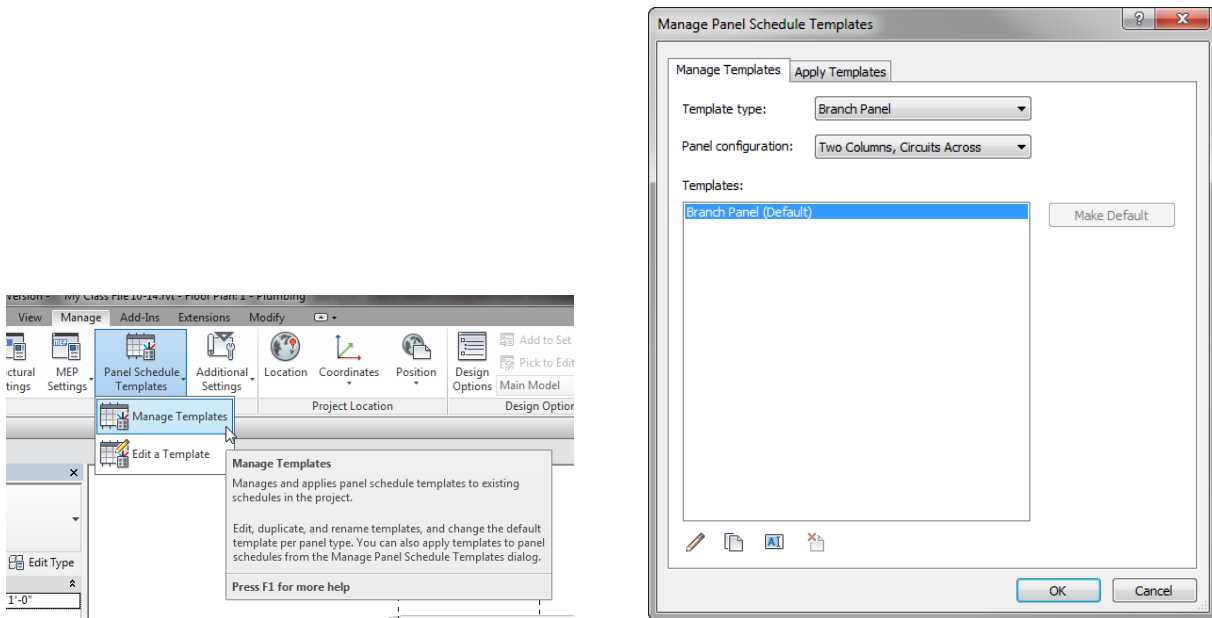 Version - My Class File 10-14.rvt - Floor Plan: 1 - Plumbing
View Manage Add-Ins Extensions Modify
ctural MEP Panel Schedule Additional Location Coordinates Position Design Add to Set
tings Settings Templates Settings Options Pick to Edit
Main Model
Project Location Design Option
Manage Templates
Edit a Template
Manage Templates
Manages and applies panel schedule templates to existing
schedules in the project.
Edit, duplicate, and rename templates, and change the default
template per panel type. You can also apply templates to panel
schedules from the Manage Panel Schedule Templates dialog.
Press F1 for more help
Edit Type
1'-0"
Manage Panel Schedule Templates
Manage Templates Apply Templates
Template type: Branch Panel
Panel configuration: Two Columns, Circuits Across
Templates:
Branch Panel (Default)
Make Default
OK Cancel